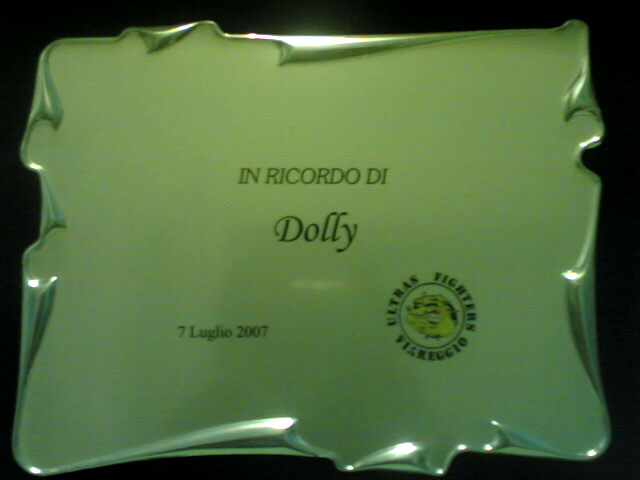 IN RICORDO DI
Dolly
7 Luglio 2007
ULTRAS FIGHTERS
VIAREGGIO